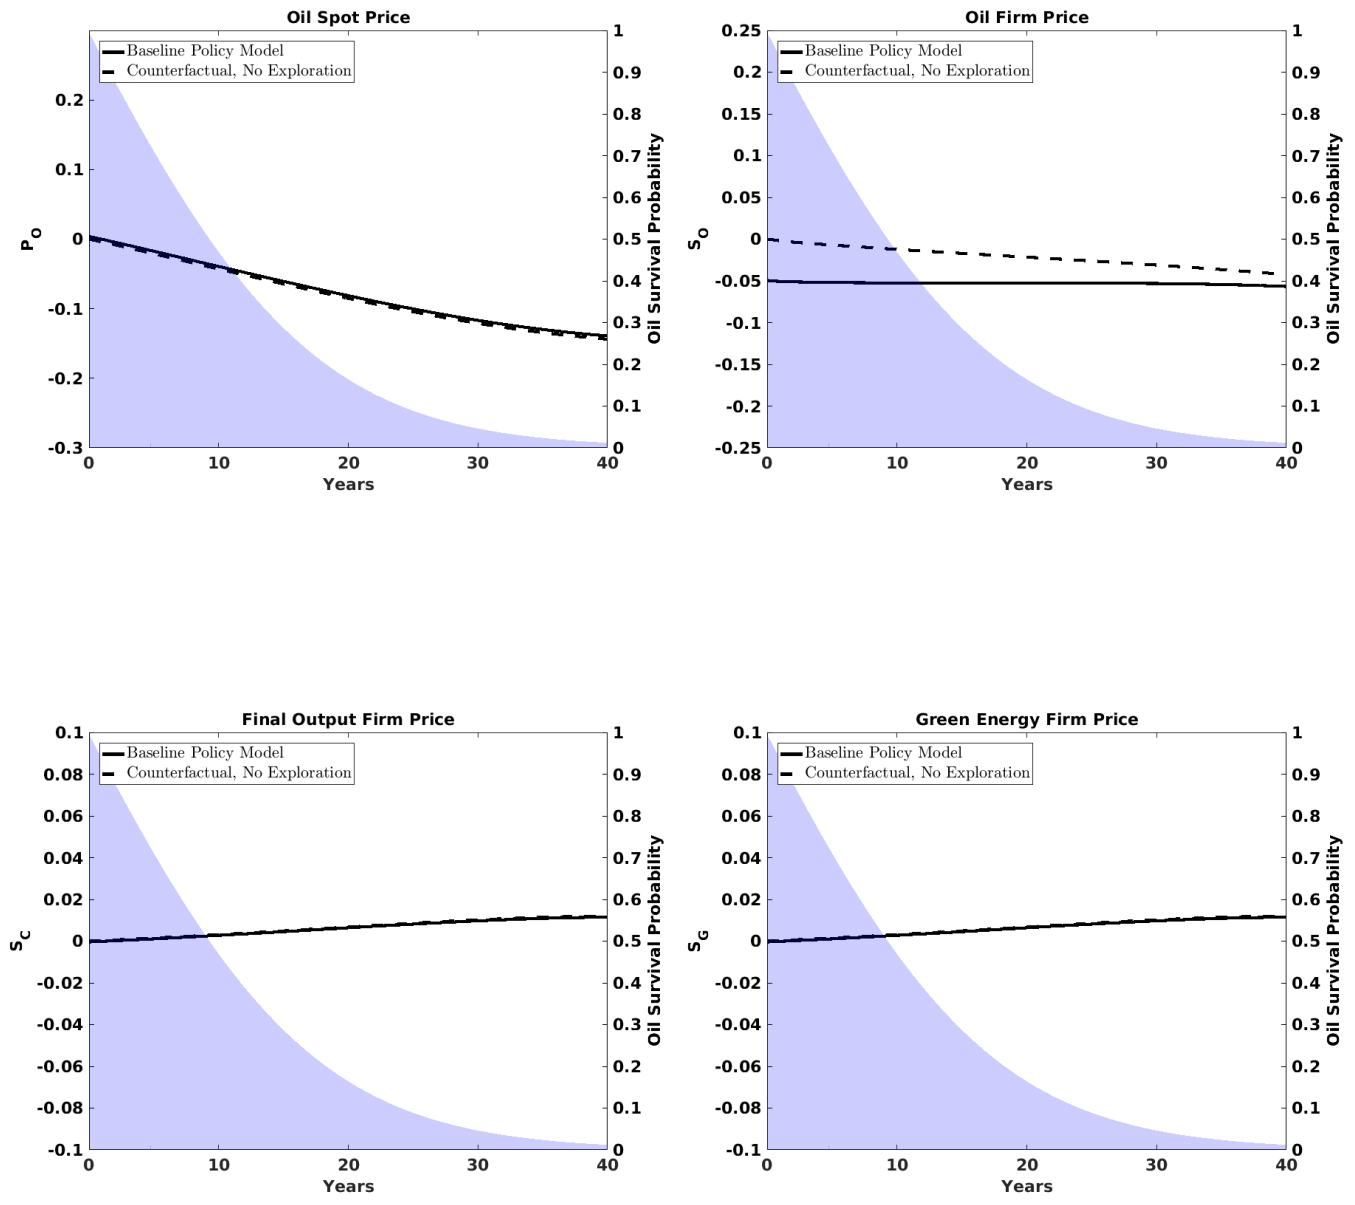 Oil Spot Price
Baseline Policy Model
Counterfactual, No Exploration
0.2
0.1
0
-0.1
-0.2
-0.3
P_O
1
0.9
0.8
0.7
0.6
0.5
0.4
0.3
0.2
0.1
0
Oil Survival Probability
0 10 20 30 40
Years
Oil Firm Price
Baseline Policy Model
Counterfactual, No Exploration
0.25
0.2
0.15
0.1
0.05
0
-0.05
-0.1
-0.15
-0.2
-0.25
S_O
1
0.9
0.8
0.7
0.6
0.5
0.4
0.3
0.2
0.1
0
Oil Survival Probability
0 10 20 30 40
Years
Final Output Firm Price
Baseline Policy Model
Counterfactual, No Exploration
0.1
0.08
0.06
0.04
0.02
0
-0.02
-0.04
-0.06
-0.08
-0.1
S_C
1
0.9
0.8
0.7
0.6
0.5
0.4
0.3
0.2
0.1
0
Oil Survival Probability
0 10 20 30 40
Years
Green Energy Firm Price
Baseline Policy Model
Counterfactual, No Exploration
0.1
0.08
0.06
0.04
0.02
0
-0.02
-0.04
-0.06
-0.08
-0.1
S_G
1
0.9
0.8
0.7
0.6
0.5
0.4
0.3
0.2
0.1
0
Oil Survival Probability
0 10 20 30 40
Years